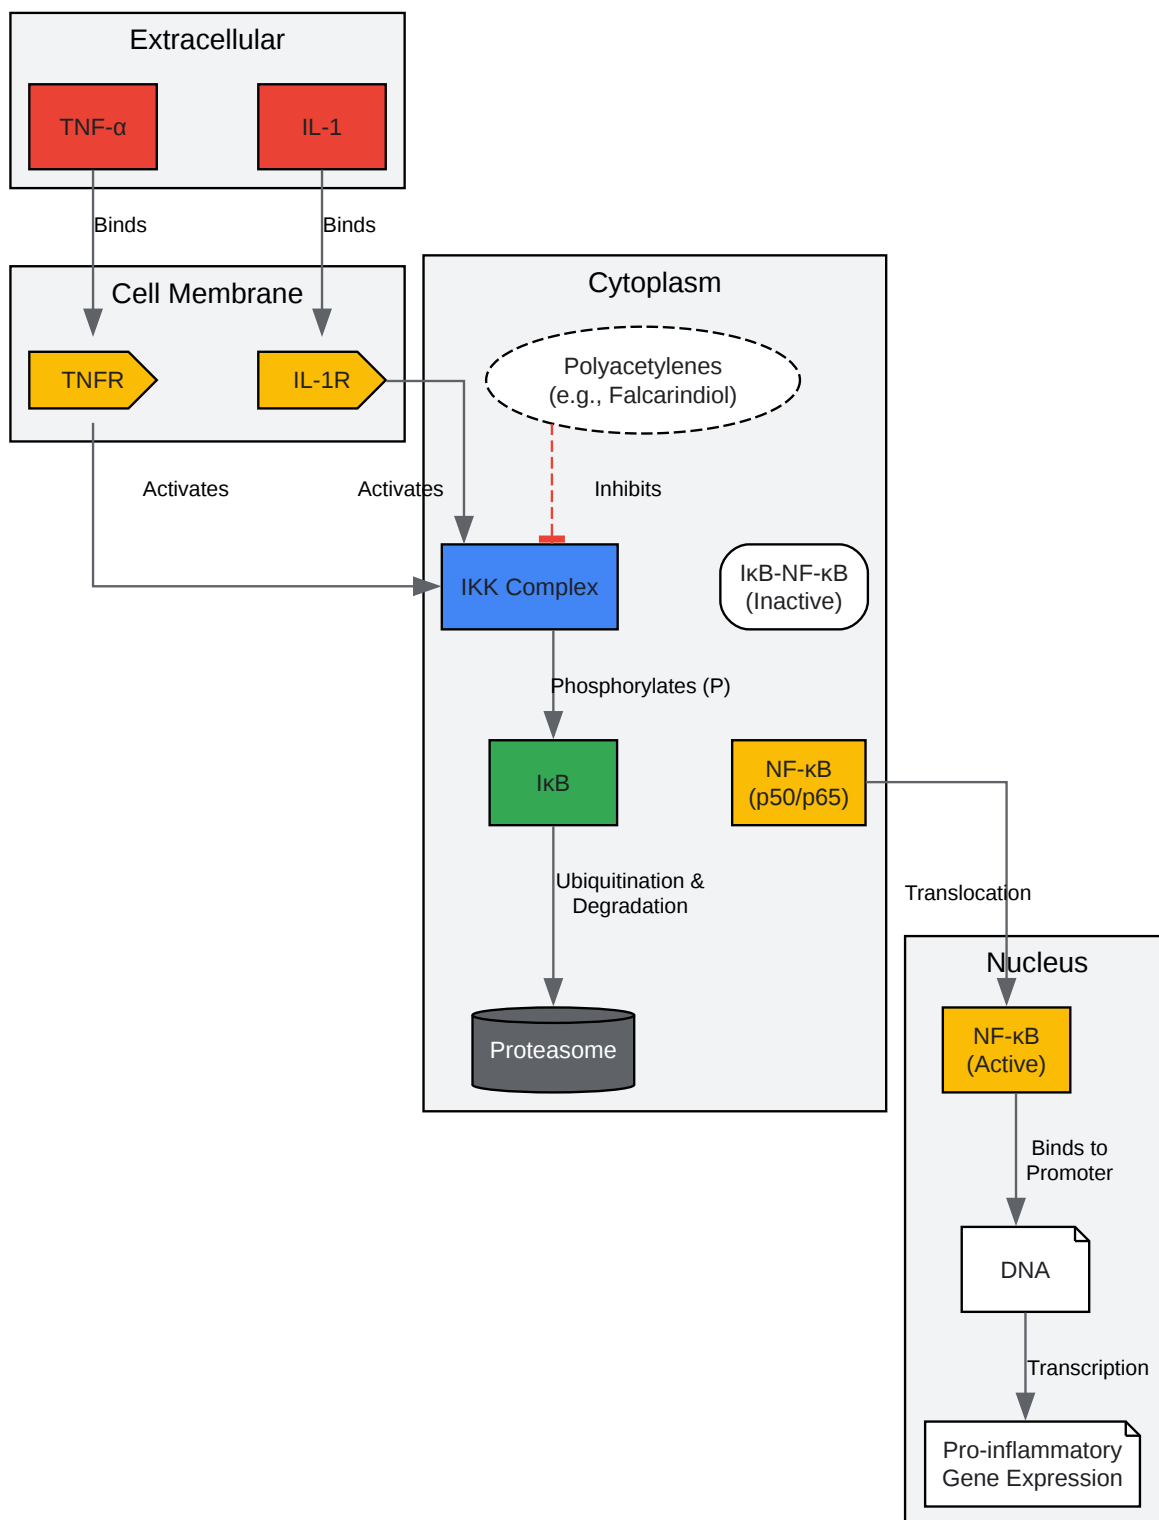 Extracellular
TNF-α
IL-1
Binds
Binds
Cell Membrane
TNFR
IL-1R
Cytoplasm
Polyacetylenes
(e.g., Falcarindiol)
Activates
Activates
Inhibits
IKK Complex
IκB-NF-κB
(Inactive)
Phosphorylates (P)
IκB
NF-κB
(p50/p65)
Ubiquitination &
Degradation
Translocation
Proteasome
Nucleus
NF-κB
(Active)
Binds to
Promoter
DNA
Transcription
Pro-inflammatory
Gene Expression